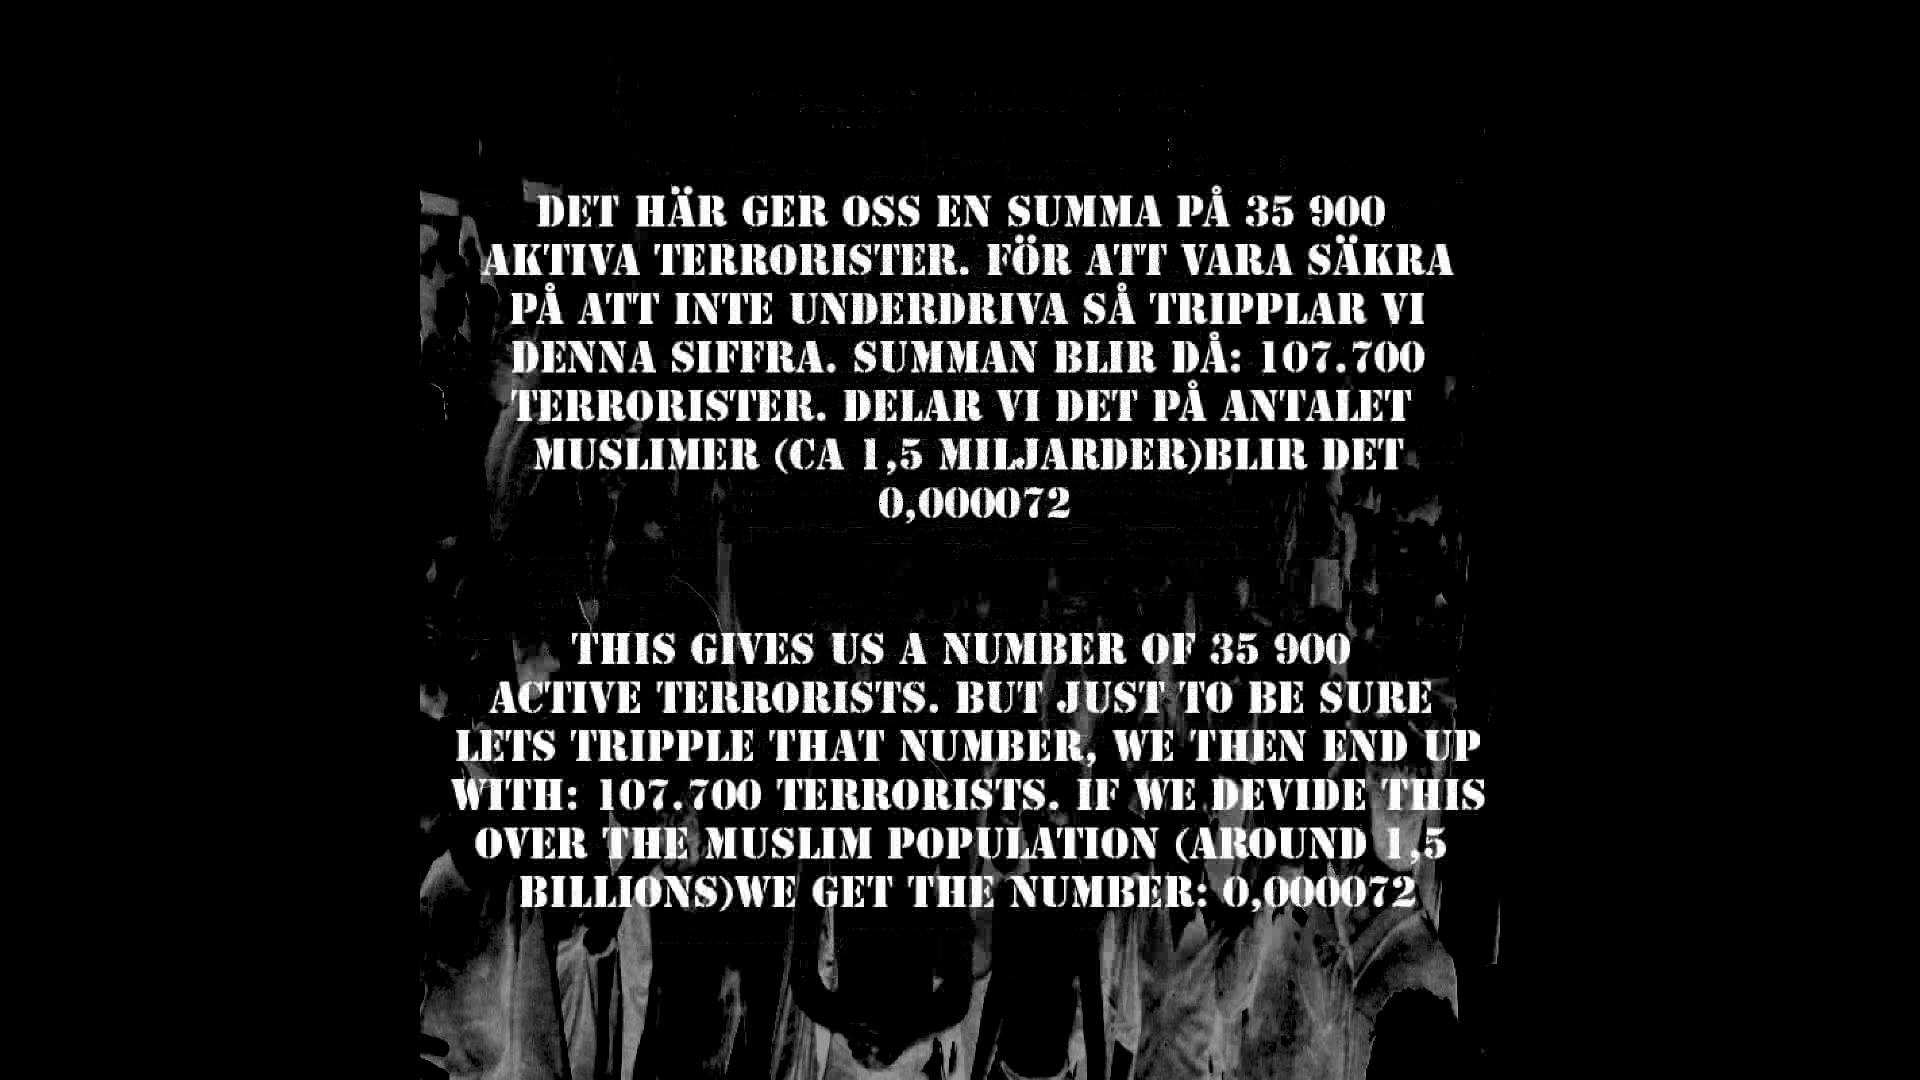 DET HÄR GER OSS EN SUMMA PÅ 35 900
AKTIVA TERRORISTER. FÖR ATT VARA SÄKRA
PÅ ATT INTE UNDERDRIVA SÅ TRIPPLAR VI
DENNA SIFFRA. SUMMAN BLIR DÅ: 107.700
TERRORISTER. DELAR VI DET PÅ ANTALET
MUSLIMER (CA 1,5 MILJARDER)BLIR DET
0,000072
THIS GIVES US A NUMBER OF 35 900
ACTIVE TERRORISTS. BUT JUST TO BE SURE
LETS TRIPPLE THAT NUMBER, WE THEN END UP
WITH: 107.700 TERRORISTS. IF WE DEVIDE THIS
OVER THE MUSLIM POPULATION (AROUND 1,5
BILLIONS)WE GET THE NUMBER: 0,000072